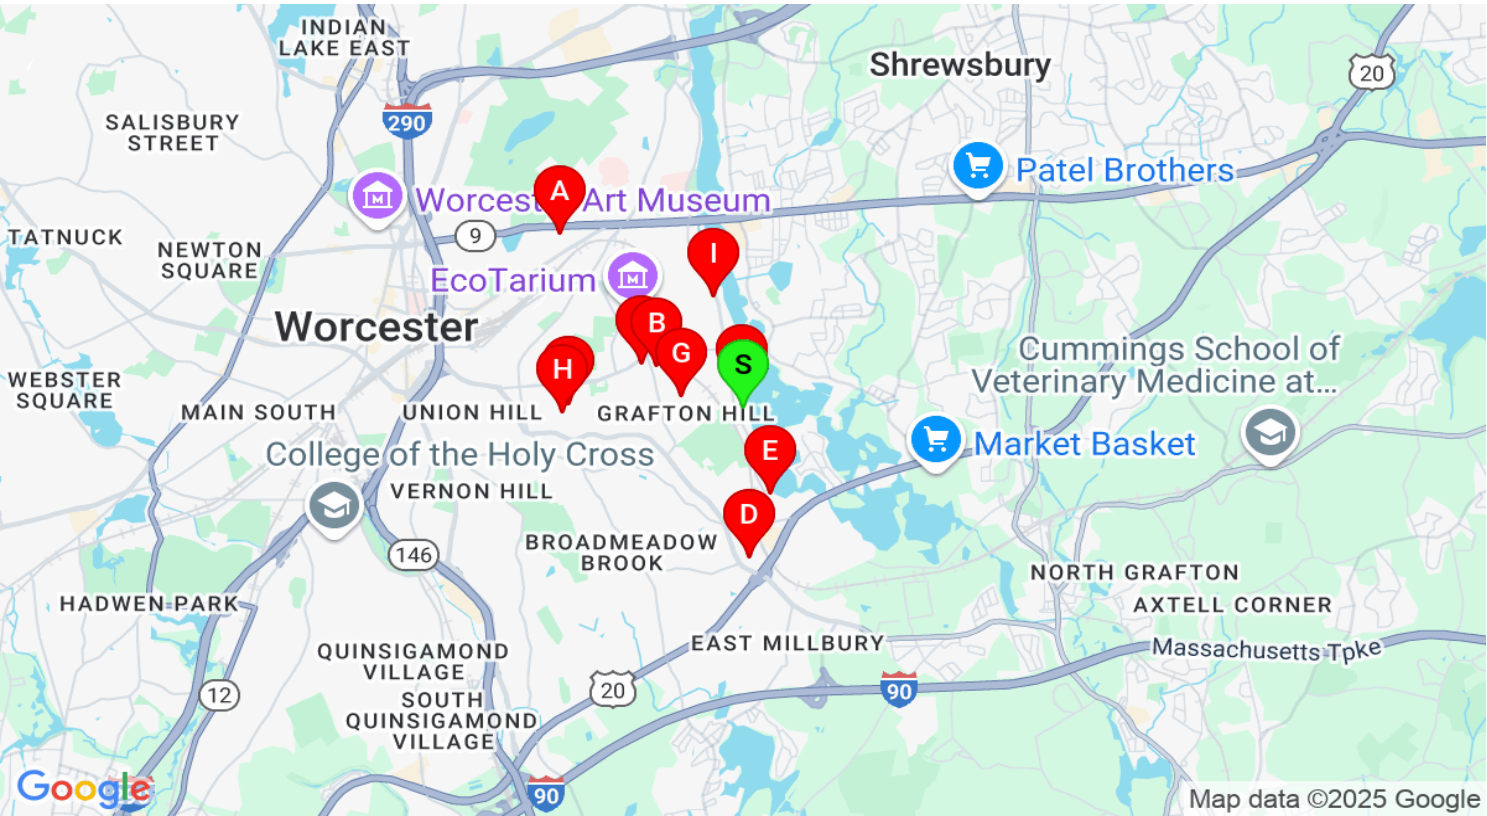 INDIAN
LAKE EAST
Shrewsbury
20
290
SALISBURY
STREET
Patel Brothers
A
Worcest Art Museum
TATNUCK
9
NEWTON
SQUARE
I
EcoTarium
Worcester
B
G
S
H
Cummings School of
Veterinary Medicine at...
WEBSTER
SQUARE
MAIN SOUTH
UNION HILL
GRAFTON HILL
College of the Holy Cross
E
Market Basket
VERNON HILL
D
146
BROADMEADOW
BROOK
NORTH GRAFTON
HADWEN PARK
AXTELL CORNER
EAST MILLBURY
Massachusetts Tpke
QUINSIGAMOND
VILLAGE
12
20
90
SOUTH
QUINSIGAMOND
VILLAGE
Google
90
Map data ©2025 Google